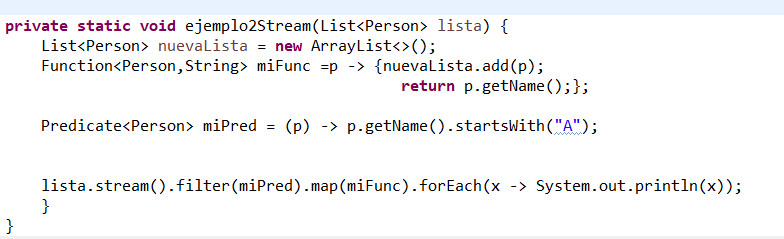 private static void ejemplo2Stream(List<Person> lista) {
List<Person> nuevaLista = new ArrayList<>();
Function<Person,String> miFunc =p -> {nuevaLista.add(p);
return p.getName();};
Predicate<Person> miPred = (p) -> p.getName().startsWith("A");
lista.stream().filter(miPred).map(miFunc).forEach(x -> System.out.println(x));
}
}